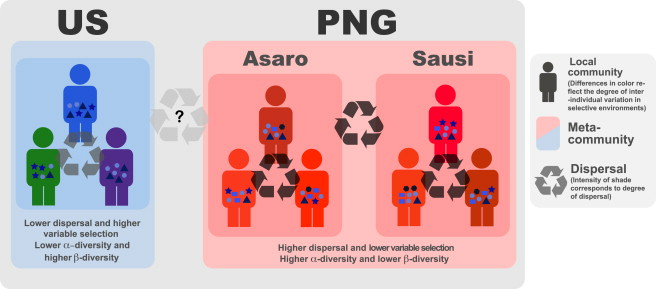 US
PNG
Asaro
Sausi
?
Lower dispersal and higher
variable selection
Lower α-diversity and
higher β-diversity
Higher dispersal and lower variable selection
Higher α-diversity and lower β-diversity
Local
community
(Differences in color re-
flect the degree of inter
-individual variation in
selective environments)
Meta-
community
Dispersal
(Intensity of shade
corresponds to degree
of dispersal)